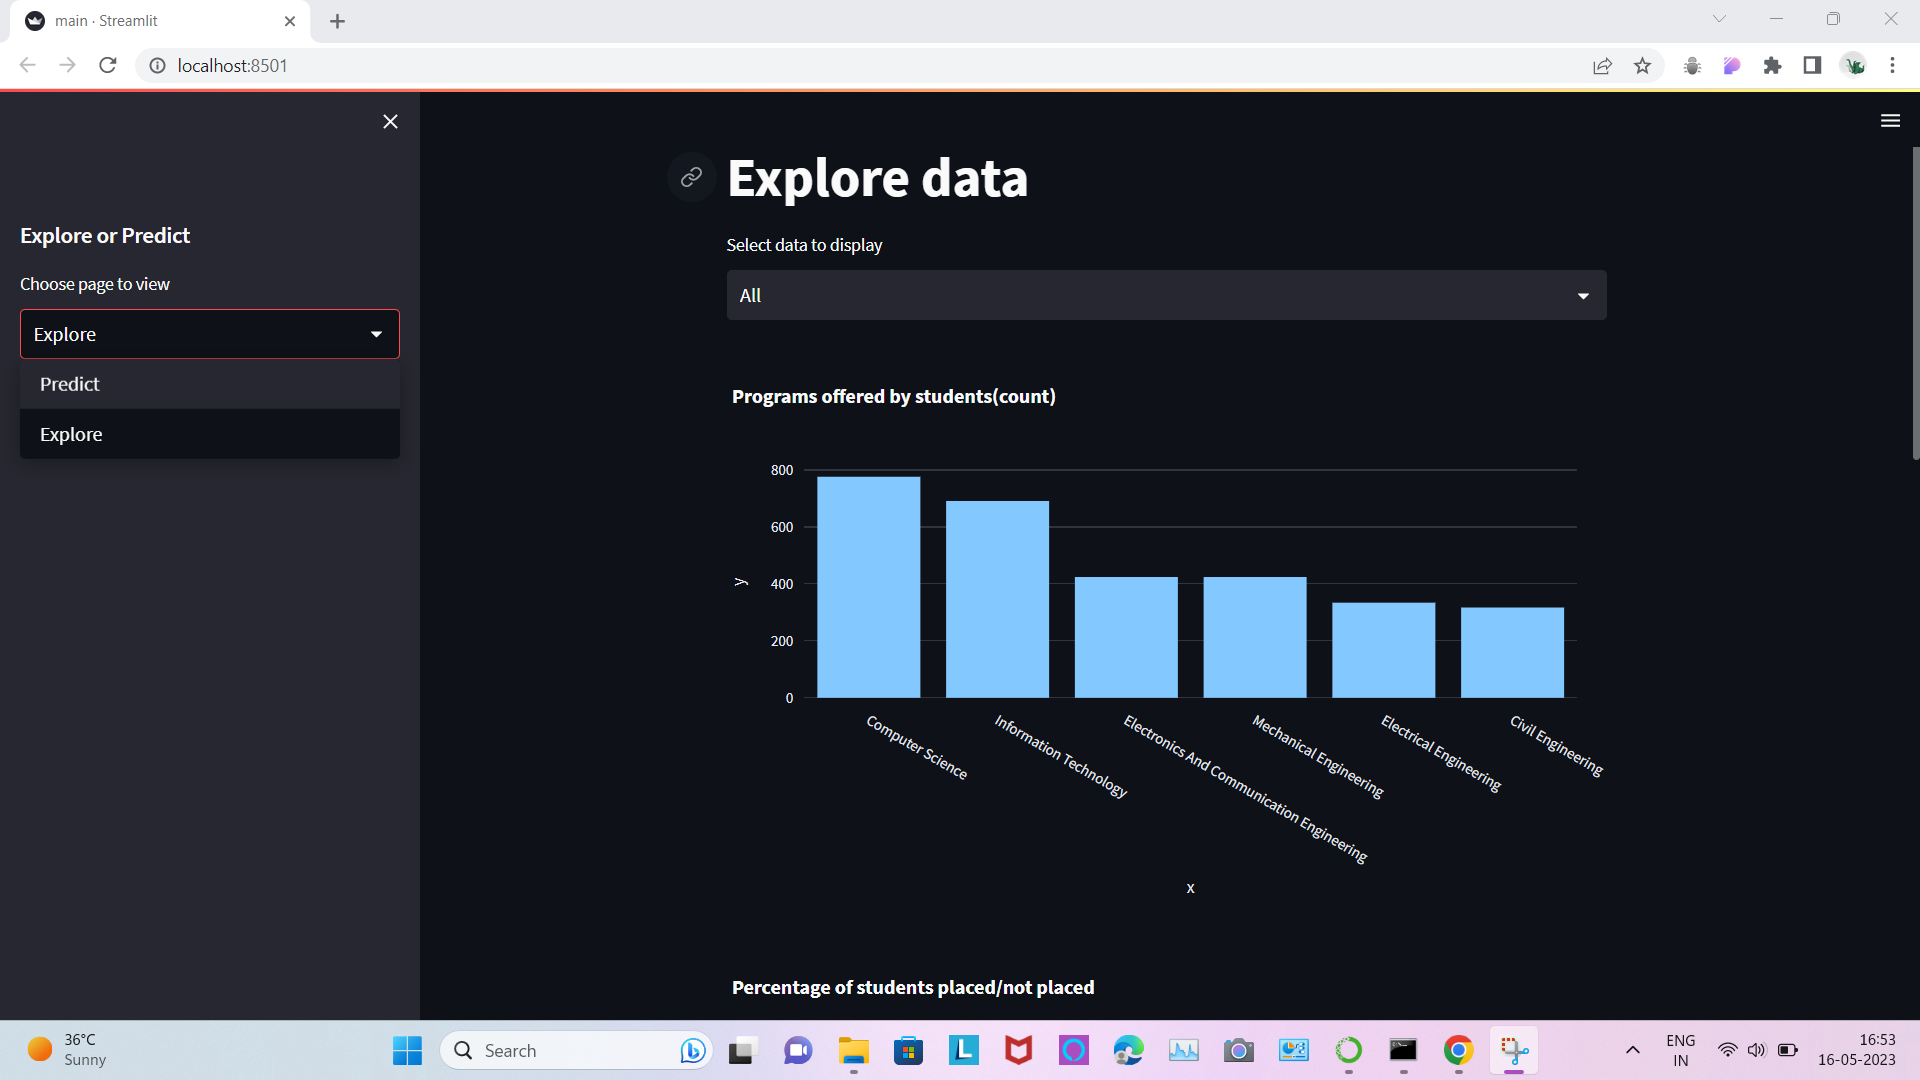 main · Streamlit
localhost:8501
Explore or Predict
Choose page to view
Explore
Predict
Explore
Explore data
Select data to display
All
Programs offered by students(count)
800
600
400
200
0
y
Computer Science
Information Technology
Electronics And Communication Engineering
Mechanical Engineering
Electrical Engineering
Civil Engineering
x
Percentage of students placed/not placed
36°C
Sunny
Search
L
ENG
IN
16:53
16-05-2023